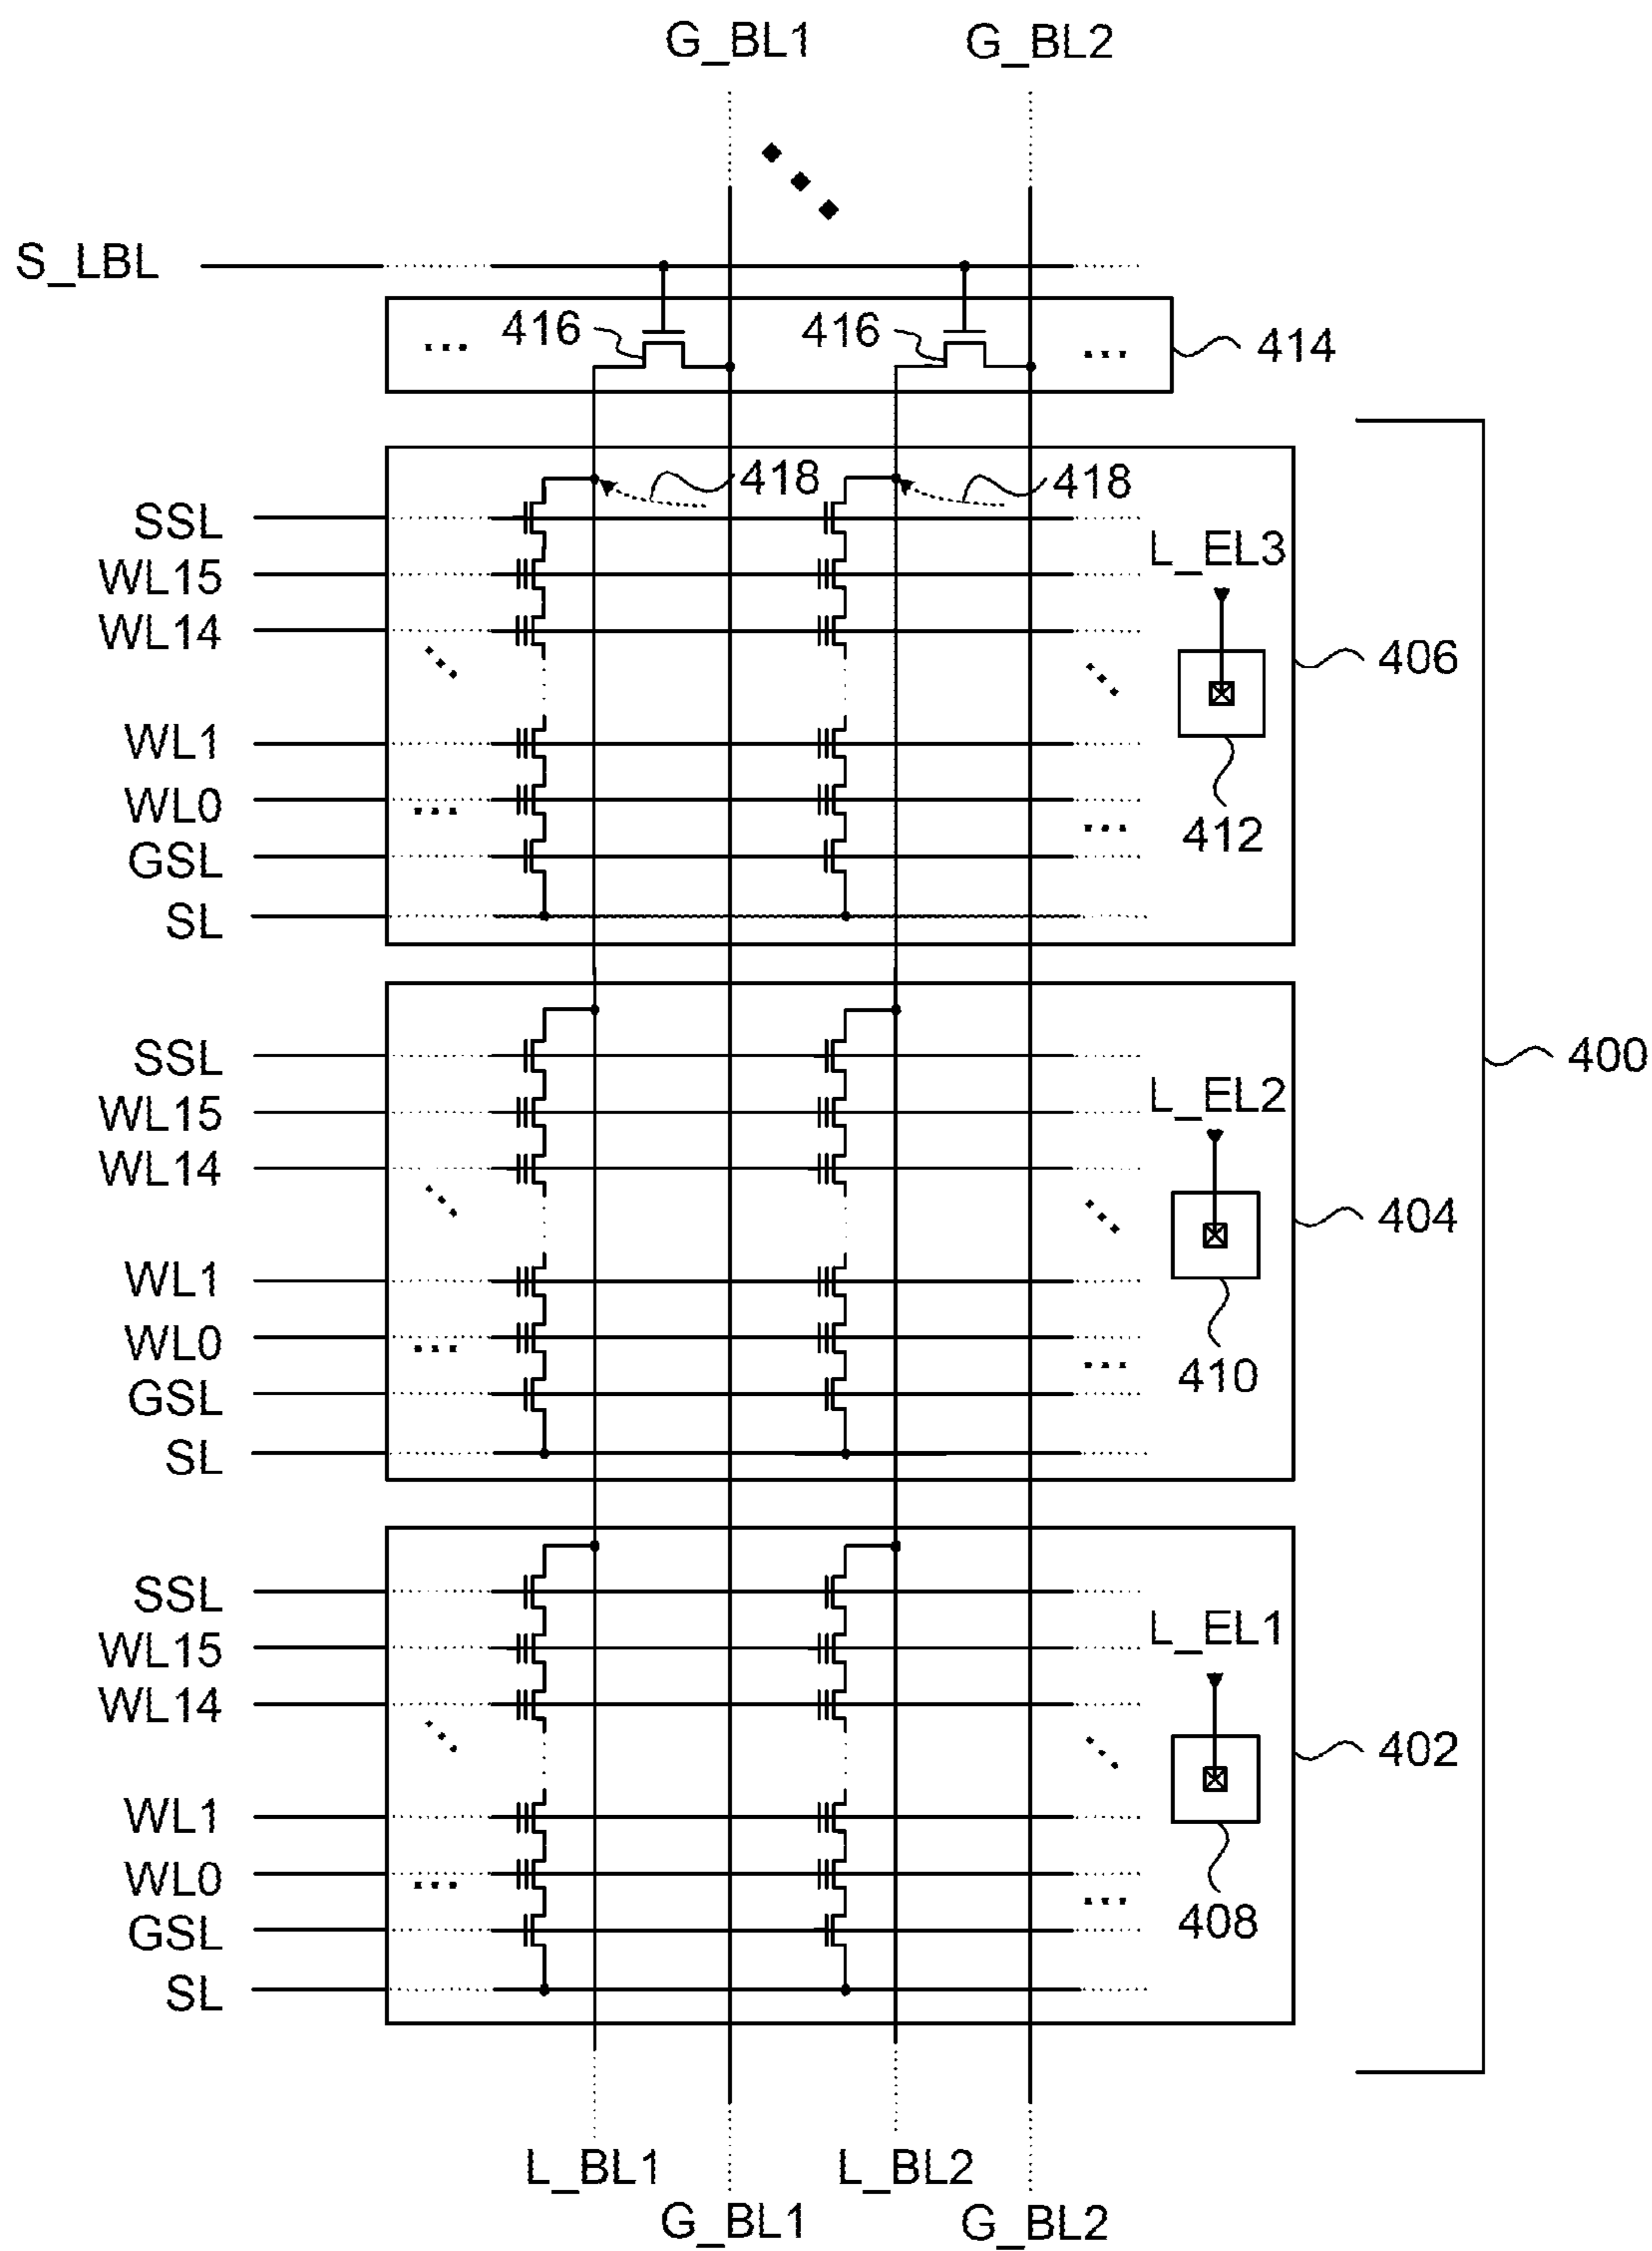 G_BL1 G_BL2
S_LBL
416 416 414
418 418
SSL
L_EL3
WL15
WL14
406
WL1
WL0
412
GSL
SL
SSL
400
L_EL2
WL15
WL14
404
WL1
WL0
410
GSL
SL
SSL
L_EL1
WL15
WL14
402
WL1
WL0
408
GSL
SL
L_BL1 L_BL2
G_BL1 G_BL2